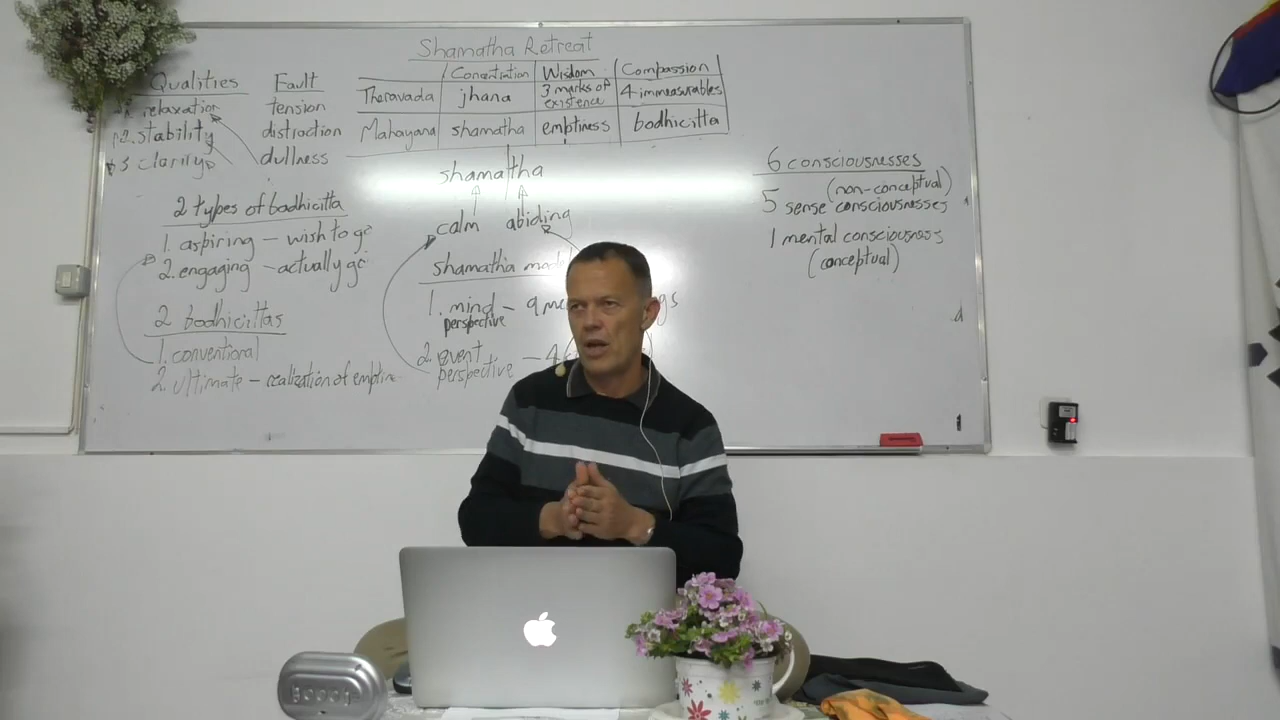 Shamatha Retreat
Qualities Fault
1. relaxation tension
2. stability distraction
3 clarity dullness
Concentration Wisdom Compassion
Theravada jhana 3 marks of existence 4 immeasurables
Mahayana shamatha emptiness bodhicitta
shamatha
calm abiding
2 types of bodhicitta
1. aspiring – wish to
2. engaging – actually
2 bodhicittas
1. conventional
2. ultimate – realization of
shamatha
1. mind –
perspective
2. event – 4
perspective
6 consciousnesses
(non-conceptual)
5 sense consciousnesses
1 mental consciousness
(conceptual)